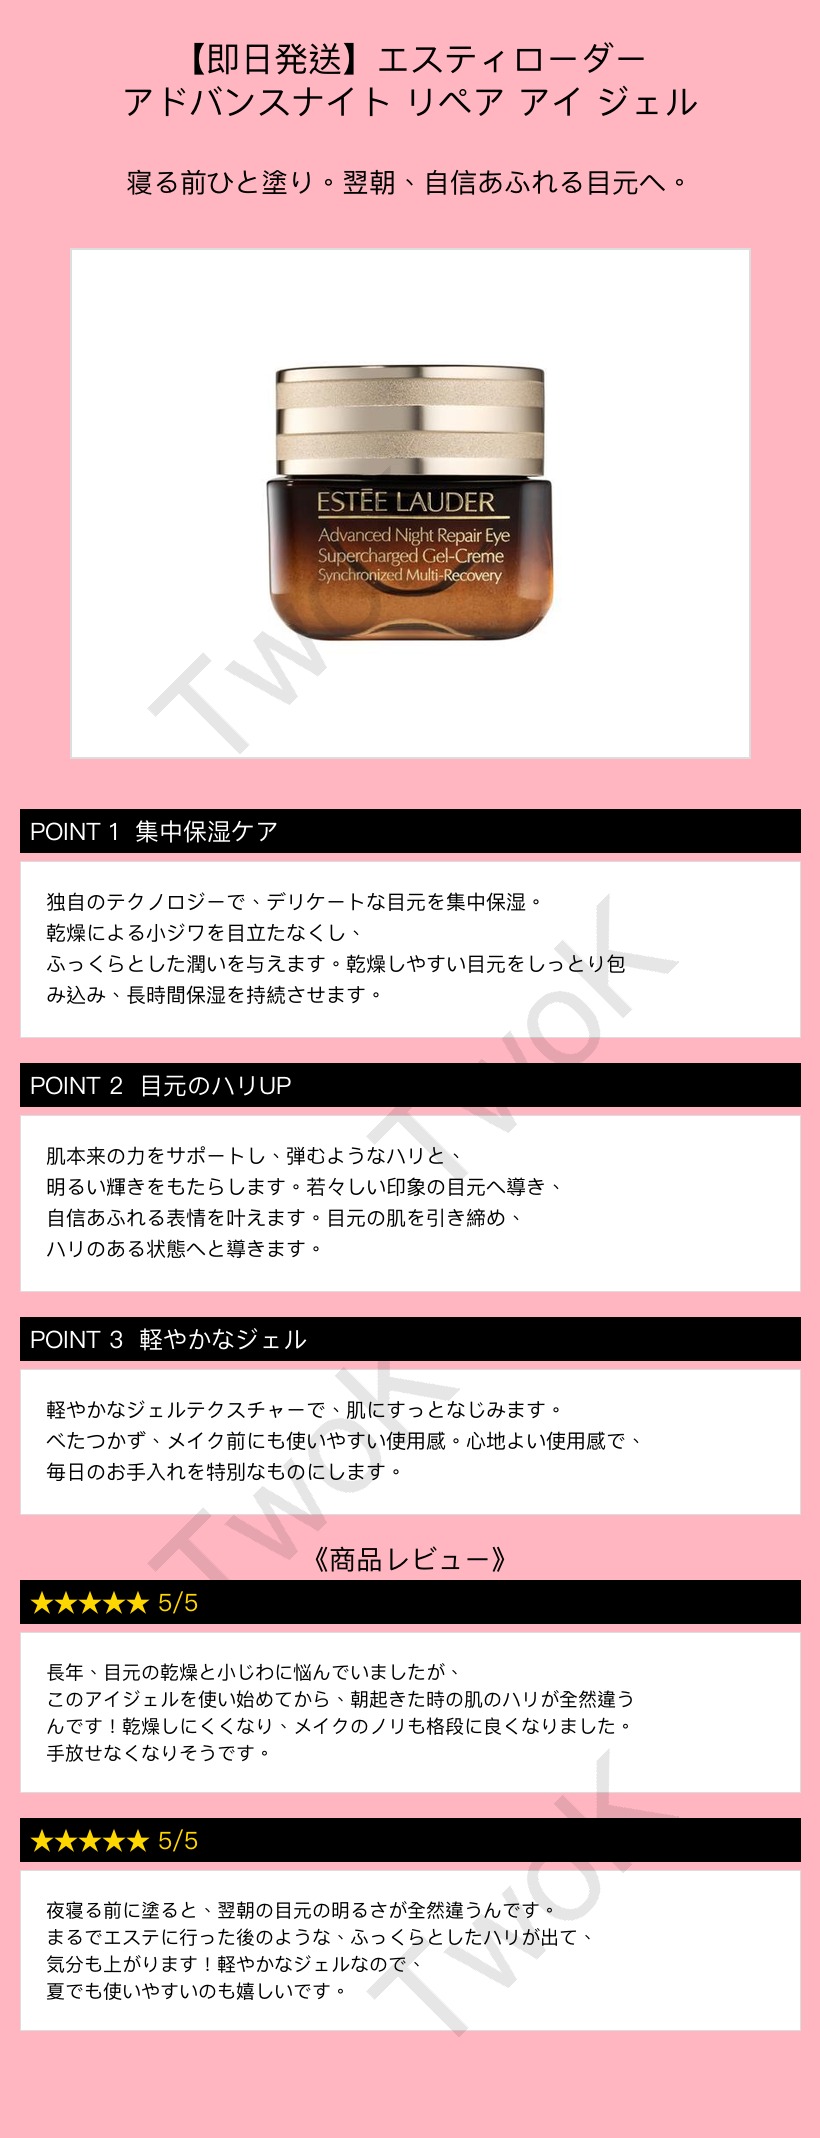 【即日発送】エスティローダー
アドバンスナイト リペア アイ ジェル
寝る前ひと塗り。翌朝、自信あふれる目元へ。
ESTĒE LAUDER
Advanced Night Repair Eye
Supercharged Gel-Creme
Synchronized Multi-Recovery
TwoK
POINT 1 集中保湿ケア
独自のテクノロジーで、デリケートな目元を集中保湿。
乾燥による小ジワを目立たなくし、
ふっくらとした潤いを与えます。乾燥しやすい目元をしっとり包
み込み、長時間保湿を持続させます。
TwoK
POINT 2 目元のハリUP
肌本来の力をサポートし、弾むようなハリと、
明るい輝きをもたらします。若々しい印象の目元へ導き、
自信あふれる表情を叶えます。目元の肌を引き締め、
ハリのある状態へと導きます。
POINT 3 軽やかなジェル
軽やかなジェルテクスチャーで、肌にすっとなじみます。
べたつかず、メイク前にも使いやすい使用感。心地よい使用感で、
毎日のお手入れを特別なものにします。
TwoK
《商品レビュー》
★★★★★ 5/5
長年、目元の乾燥と小じわに悩んでいましたが、
このアイジェルを使い始めてから、朝起きた時の肌のハリが全然違う
んです！乾燥しにくくなり、メイクのノリも格段に良くなりました。
手放せなくなりそうです。
★★★★★ 5/5
夜寝る前に塗ると、翌朝の目元の明るさが全然違うんです。
まるでエステに行った後のような、ふっくらとしたハリが出て、
気分も上がります！軽やかなジェルなので、
夏でも使いやすいのも嬉しいです。
TwoK